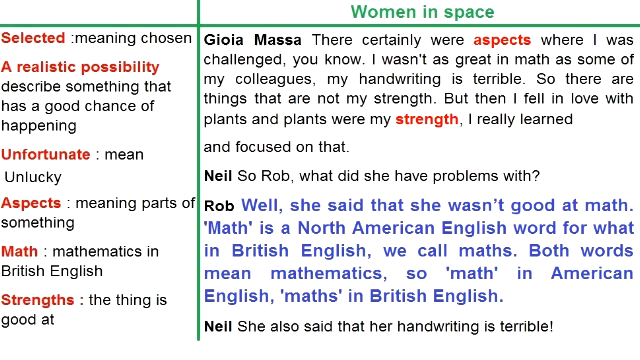 Women in space
Selected :meaning chosen
A realistic possibility
describe something that
has a good chance of
happening
Unfortunate : mean
Unlucky
Aspects : meaning parts of
something
Math : mathematics in
British English
Strengths : the thing is
good at
Gioia Massa There certainly were aspects where I was
challenged, you know. I wasn't as great in math as some of
my colleagues, my handwriting is terrible. So there are
things that are not my strength. But then I fell in love with
plants and plants were my strength, I really learned
and focused on that.
Neil So Rob, what did she have problems with?
Rob Well, she said that she wasn’t good at math.
'Math' is a North American English word for what
in British English, we call maths. Both words
mean mathematics, so 'math' in American
English, 'maths' in British English.
Neil She also said that her handwriting is terrible!